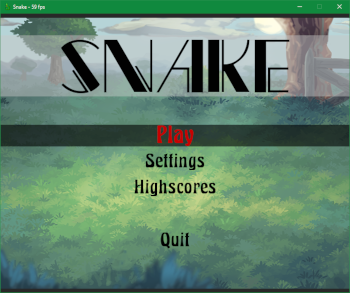 Snake - 59 fps
SNAKE
Play
Settings
Highscores
Quit